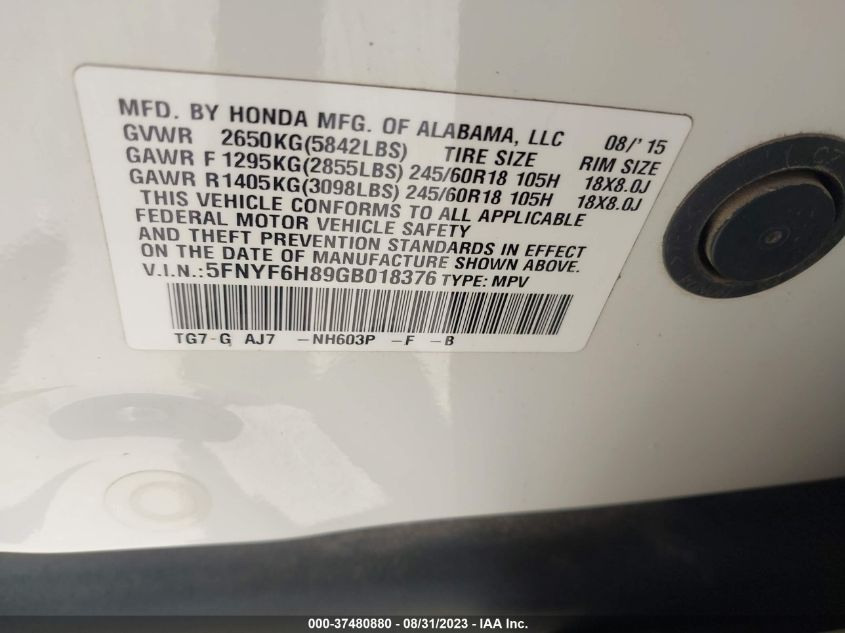 MFD. BY HONDA MFG. OF ALABAMA, LLC 08/'15
GVWR 2650KG(5842LBS) TIRE SIZE RIM SIZE
GAWR F 1295KG(2855LBS) 245/60R18 105H 18X8.0J
GAWR R1405KG(3098LBS) 245/60R18 105H 18X8.0J
THIS VEHICLE CONFORMS TO ALL APPLICABLE
FEDERAL MOTOR VEHICLE SAFETY
AND THEFT PREVENTION STANDARDS IN EFFECT
ON THE DATE OF MANUFACTURE SHOWN ABOVE.
V.I.N.:5FNYF6H89GB018376 TYPE: MPV
TG7-G AJ7 -NH603P -F -B
000-37480880 - 08/31/2023 - IAA Inc.